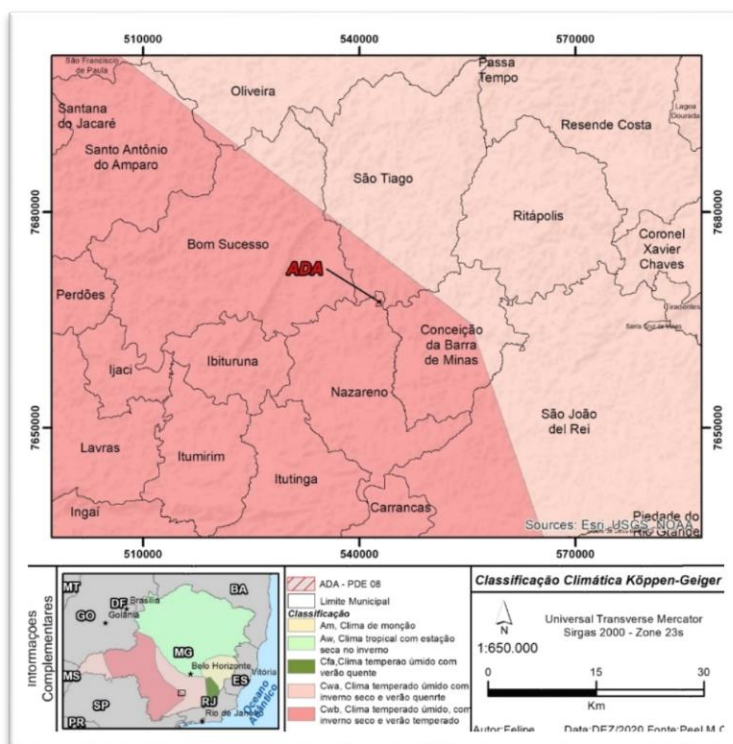 510000 540000 570000
São Francisco
de Paula
Passa
Tempo
Oliveira
Santana
do Jacaré
Lagoa
Dourada
Resende Costa
Santo Antônio
do Amparo
São Tiago
7680000 7680000
Ritápolis
Bom Sucesso
Coronel
Xavier
Chaves
ADA
Perdões
Tiradentes
Conceição
da Barra
de Minas
Ijaci
Ibituruna
Nazareno
São João
del Rei
7650000 7650000
Lavras
Itumirim
Itutinga
Carrancas
Ingaí
Piedade do
Rio Grande
Sources: Esri, USGS, NOAA
510000 540000 570000
Informações
Complementares
MT
BA
DF
Brasília
GO
Goiânia
MG
Belo Horizonte
MS
ES
Vitória
SP
RJ
Rio de Janeiro
PR
Oceano
Atlântico
ADA - PDE 08
Limite Municipal
Classificação
Am, Clima de monção
Aw, Clima tropical com estação
seca no inverno
Cfa,Clima temperao úmido com
verão quente
Cwa, Clima temperado úmido com
inverno seco e verão quenrte
Cwb, Clima temperado úmido, com
inverno seco e verão temperado
Classificação Climática Köppen-Geiger
N
1:650.000
Universal Transverse Mercator
Sirgas 2000 - Zone 23s
0 15 30
Km
Autor:Felipe Data:DEZ/2020 Fonte:Peel M.C